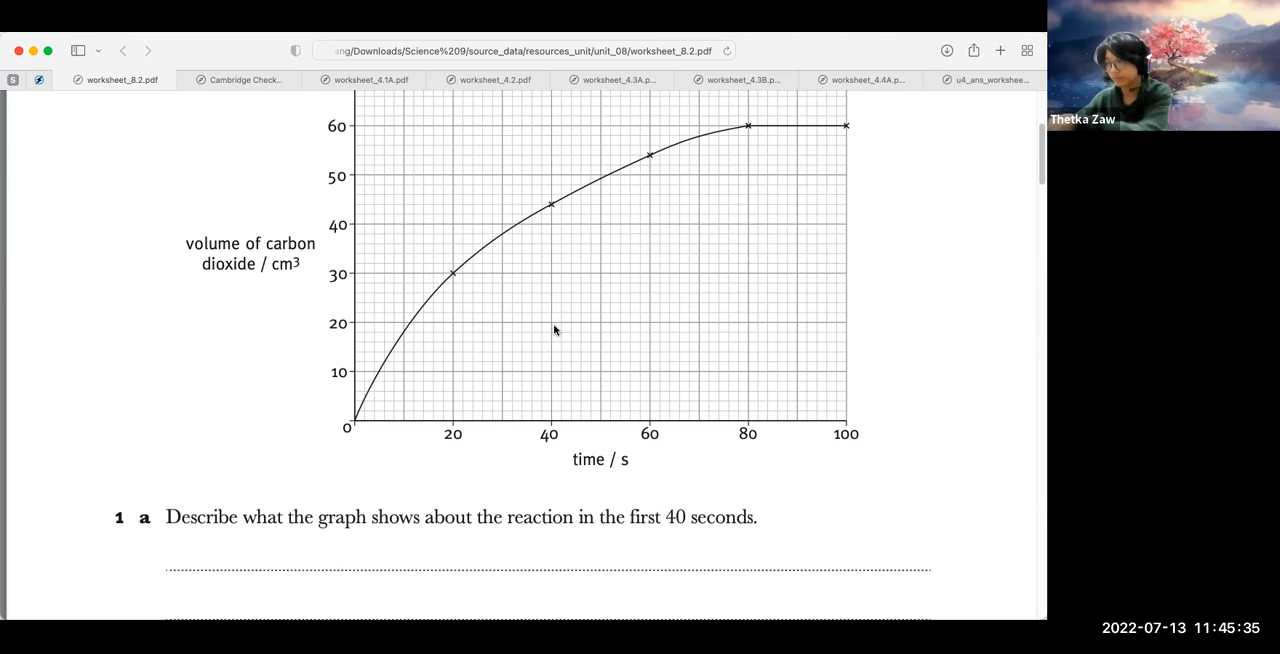 ang/Downloads/Science%209/source_data/resources_unit/unit_08/worksheet_8.2.pdf
S
worksheet_8.2.pdf
Cambridge Check...
worksheet_4.1A.pdf
worksheet_4.2.pdf
worksheet_4.3A.p...
worksheet_4.3B.p...
worksheet_4.4A.p...
u4_ans_workshee...
Thetka Zaw
60
50
40
30
20
10
0
volume of carbon
dioxide / cm³
20 40 60 80 100
time / s
1 a Describe what the graph shows about the reaction in the first 40 seconds.
2022-07-13 11:45:35